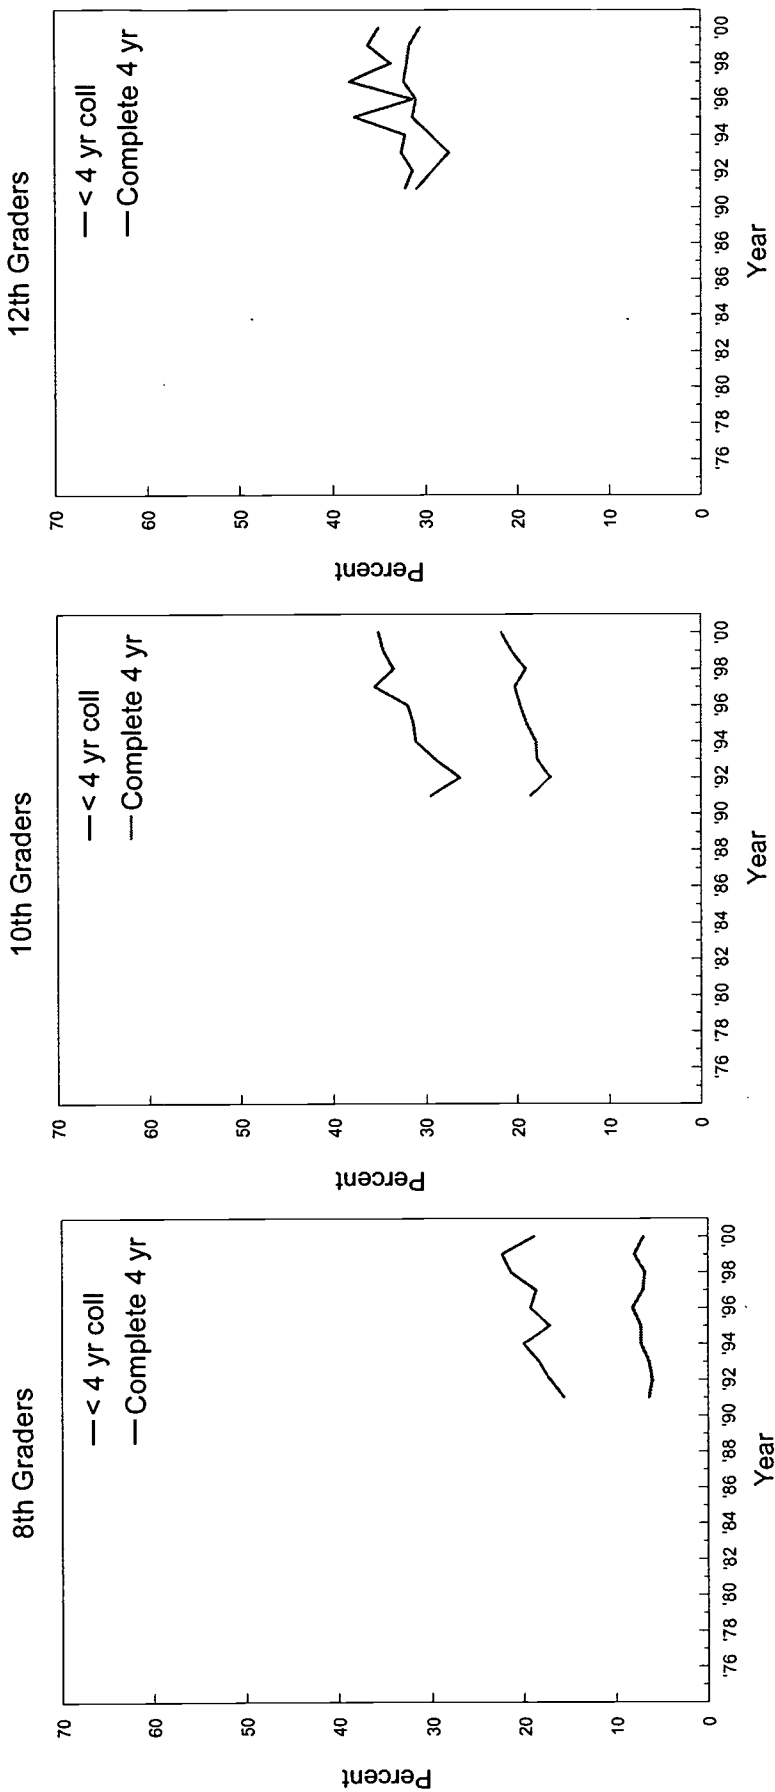 8th Graders
70
60
50
40
30
20
10
0
Percent
< 4 yr coll
Complete 4 yr
'76 '78 '80 '82 '84 '86 '88 '90 '92 '94 '96 '98 '00
Year
10th Graders
70
60
50
40
30
20
10
0
Percent
< 4 yr coll
Complete 4 yr
'76 '78 '80 '82 '84 '86 '88 '90 '92 '94 '96 '98 '00
Year
12th Graders
70
60
50
40
30
20
10
0
Percent
< 4 yr coll
Complete 4 yr
'76 '78 '80 '82 '84 '86 '88 '90 '92 '94 '96 '98 '00
Year